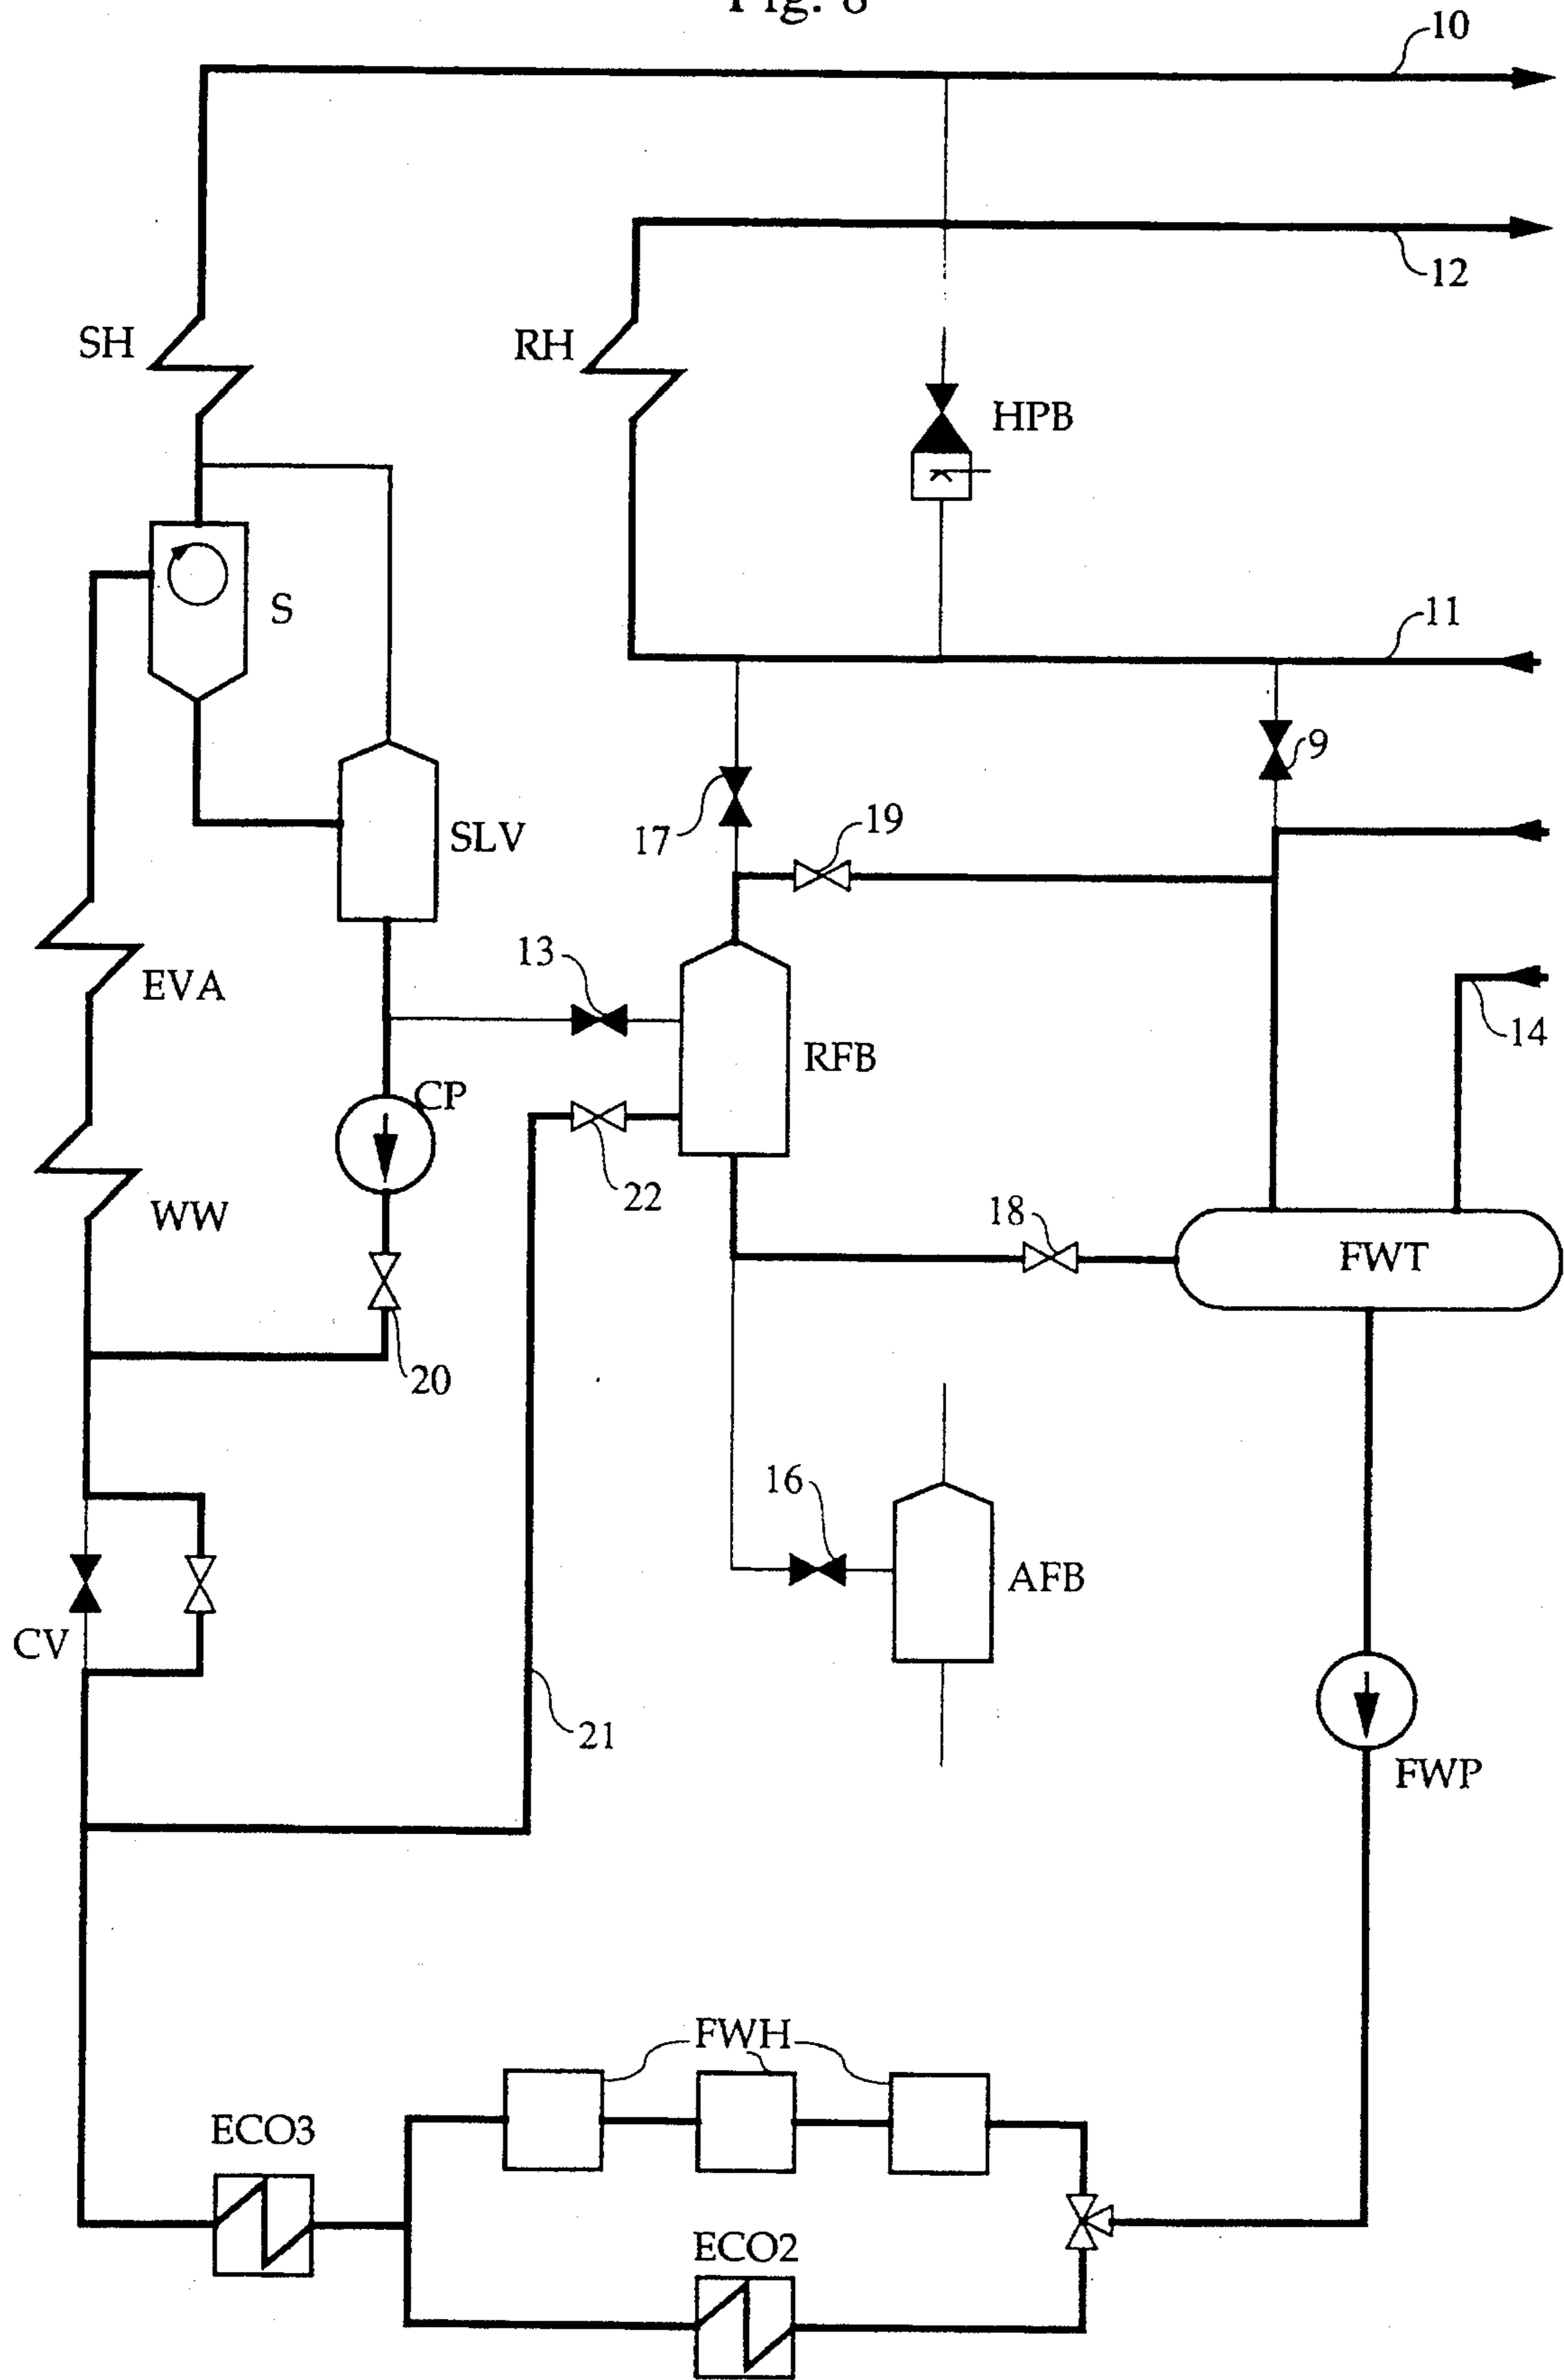 Fig. 8
10
12
SH
RH
HPB
S
11
9
17
19
SLV
13
EVA
14
RFB
CP
22
WW
18
FWT
20
16
AFB
CV
21
FWP
FWH
ECO3
ECO2